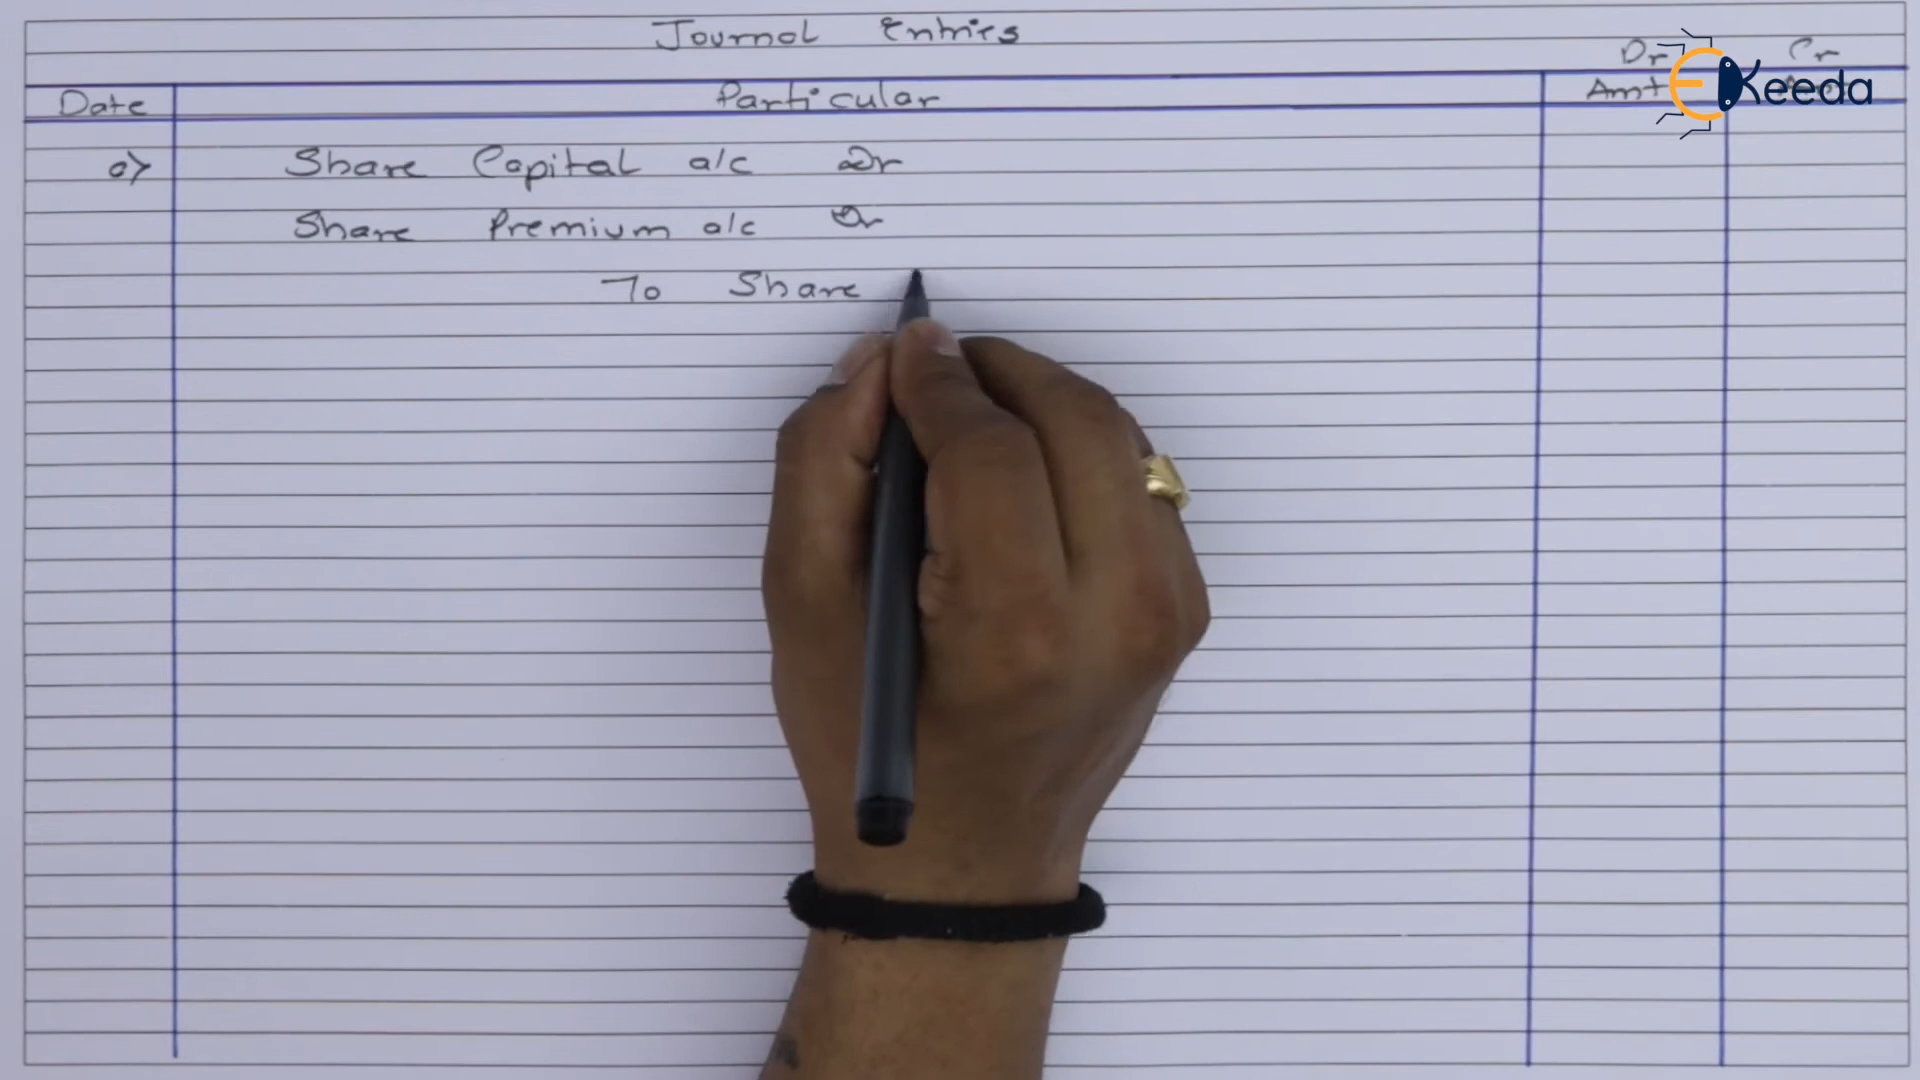 Journal Entries
Dr Cr
Date Particular Amt
a> Share Capital a/c Dr
Share Premium a/c Dr
To Share
EKeeda